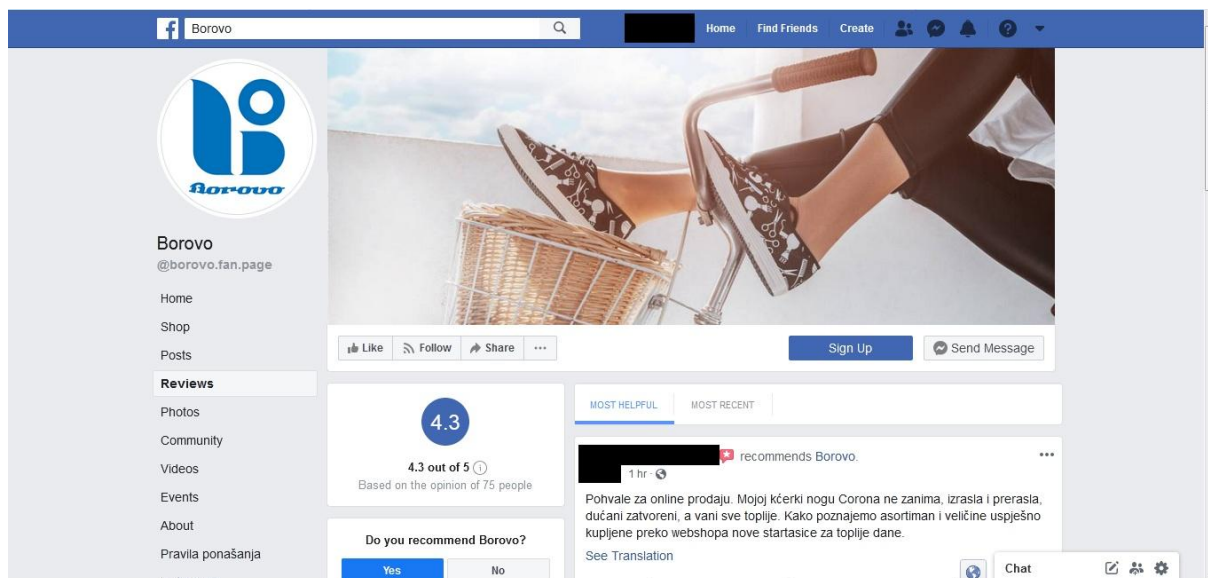 Borovo
Home
Find Friends
Create
Borovo
Borovo
@borovo.fan.page
Home
Shop
Posts
Reviews
Photos
Community
Videos
Events
About
Pravila ponašanja
Like
Follow
Share
Sign Up
Send Message
4.3
4.3 out of 5
Based on the opinion of 75 people
Do you recommend Borovo?
Yes
No
MOST HELPFUL
MOST RECENT
recommends Borovo.
1 hr
Pohvale za online prodaju. Mojoj kćerki nogu Corona ne zanima, izrasla i prerasla,
dućani zatvoreni, a vani sve toplije. Kako poznajemo asortiman i veličine uspješno
kupljene preko webshopa nove startasice za toplije dane.
See Translation
Chat